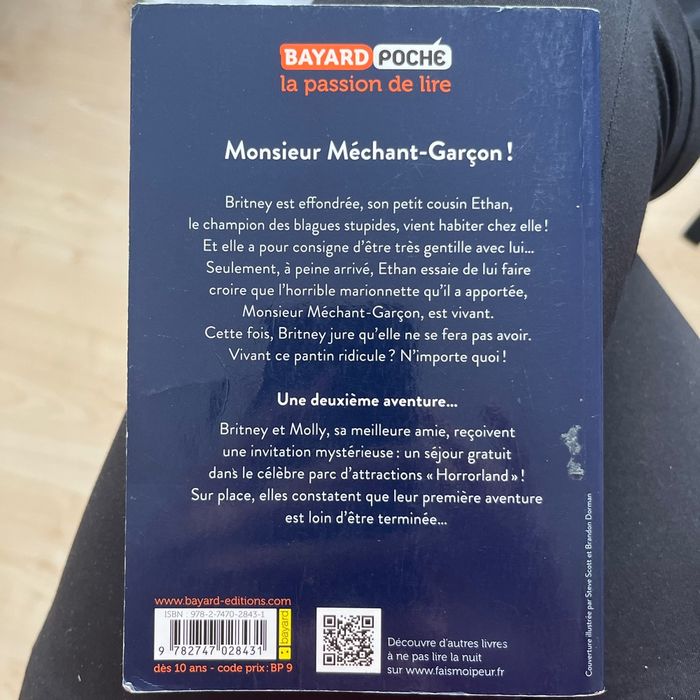 BAYARD POCHE
la passion de lire
Monsieur Méchant-Garçon !
Britney est effondrée, son petit cousin Ethan,
le champion des blagues stupides, vient habiter chez elle !
Et elle a pour consigne d'être très gentille avec lui...
Seulement, à peine arrivé, Ethan essaie de lui faire
croire que l'horrible marionnette qu'il a apportée,
Monsieur Méchant-Garçon, est vivant.
Cette fois, Britney jure qu'elle ne se fera pas avoir.
Vivant ce pantin ridicule ? N'importe quoi !
Une deuxième aventure...
Britney et Molly, sa meilleure amie, reçoivent
une invitation mystérieuse : un séjour gratuit
dans le célèbre parc d'attractions « Horrorland » !
Sur place, elles constatent que leur première aventure
est loin d'être terminée...
www.bayard-editions.com
ISBN : 978-2-7470-2843-1
9 782747 028431
bayard
dès 10 ans - code prix : BP 9
Découvre d'autres livres
à ne pas lire la nuit
sur www.faismoipeur.fr
Couverture illustrée par Steve Scott et Brandon Dorman